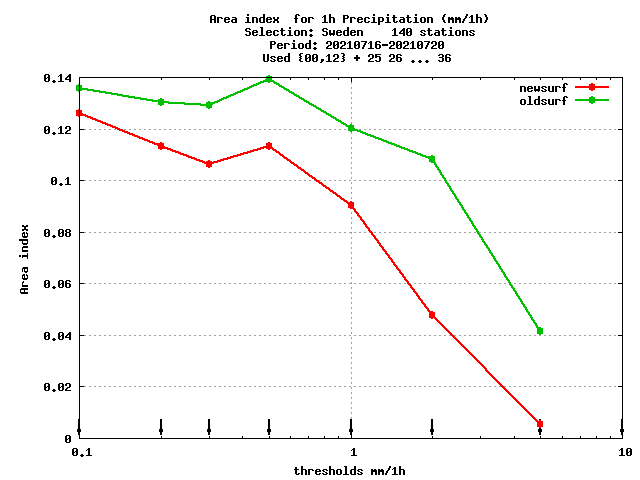 Area index  for 1h Precipitation (mm/1h)
Selection: Sweden    140 stations
Period: 20210716-20210720
Used {00,12} + 25 26 ... 36
newsurf
oldsurf
0.14
0.12
0.1
0.08
0.06
0.04
0.02
0
Area index
0.1 1 10
thresholds mm/1h